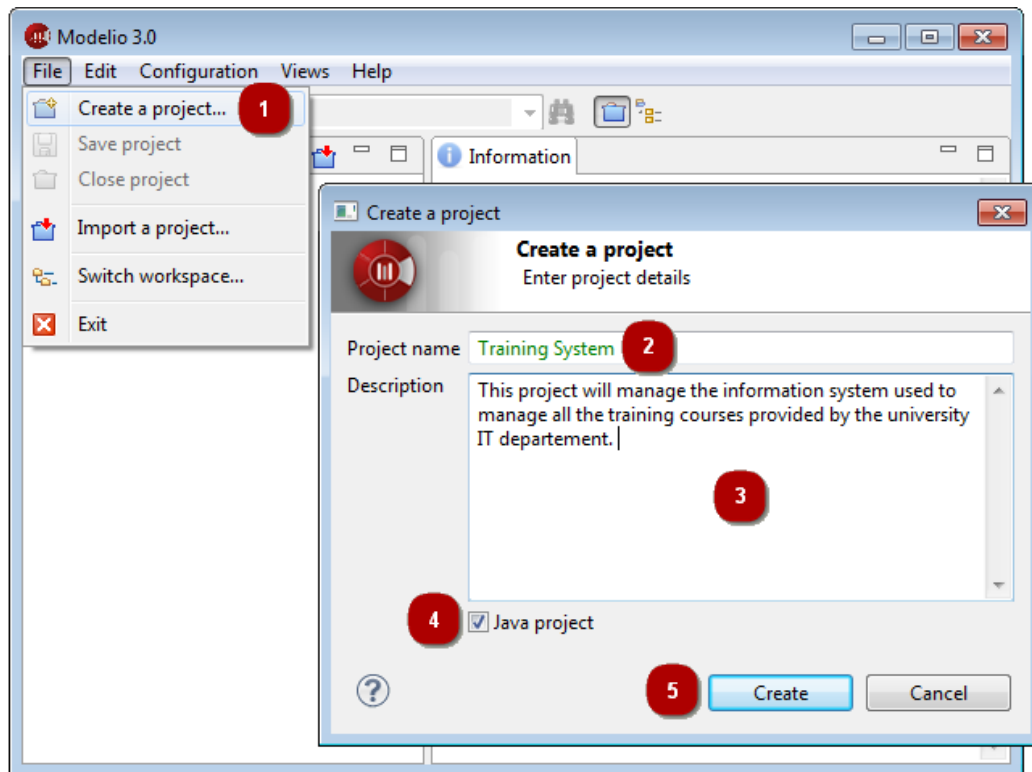 Modelio 3.0
File Edit Configuration Views Help
Create a project... 1
Save project
Close project
Import a project...
Switch workspace...
Exit
Information
Create a project
Create a project
Enter project details
Project name Training System 2
Description
This project will manage the information system used to
manage all the training courses provided by the university
IT departement.
3
4 Java project
5 Create Cancel